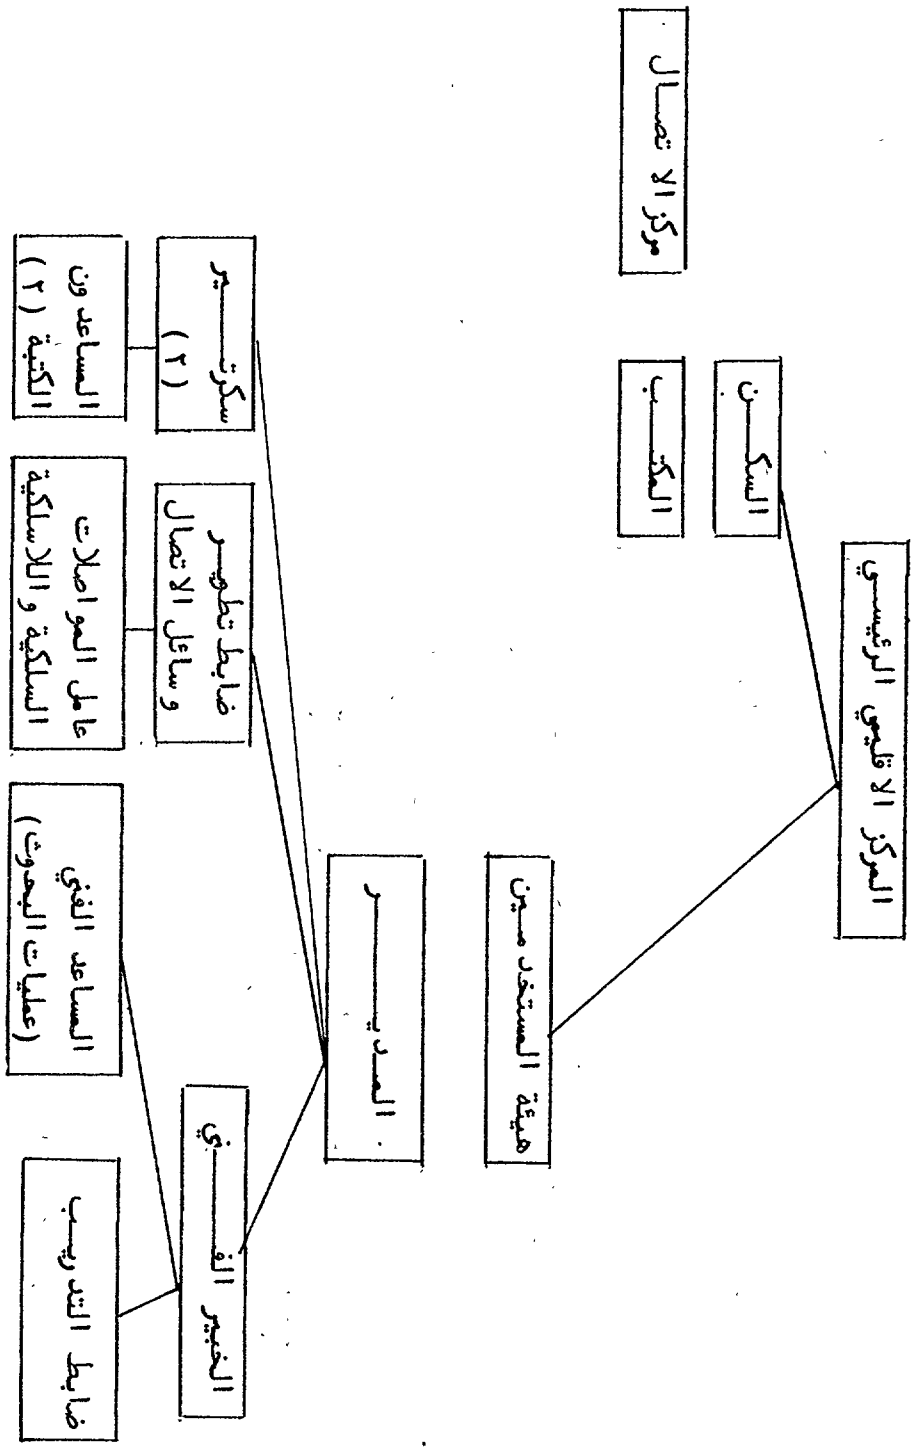 المركز الاقليمي الرئيسي
السكن
المكتب
مركز الاتصال
هيئة المستخدمين
المدير
الخبير الفني
ضابط تطوير
وسائل الاتصال
سكرتير
(٢)
ضابط التدريب
المساعد الفني
(عمليات البحوث)
عامل المواصلات
السلكية واللاسلكية
المساعدون
الكتبة (٢)